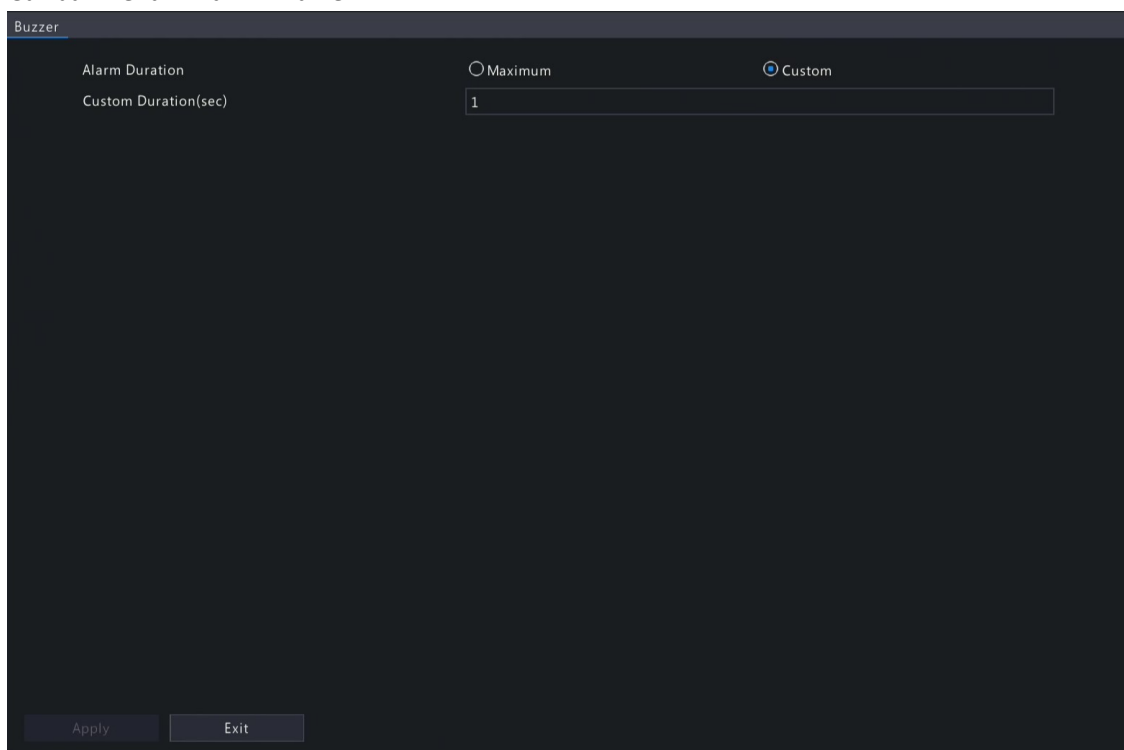 Buzzer
Alarm Duration Maximum Custom
Custom Duration(sec) 1
Apply Exit